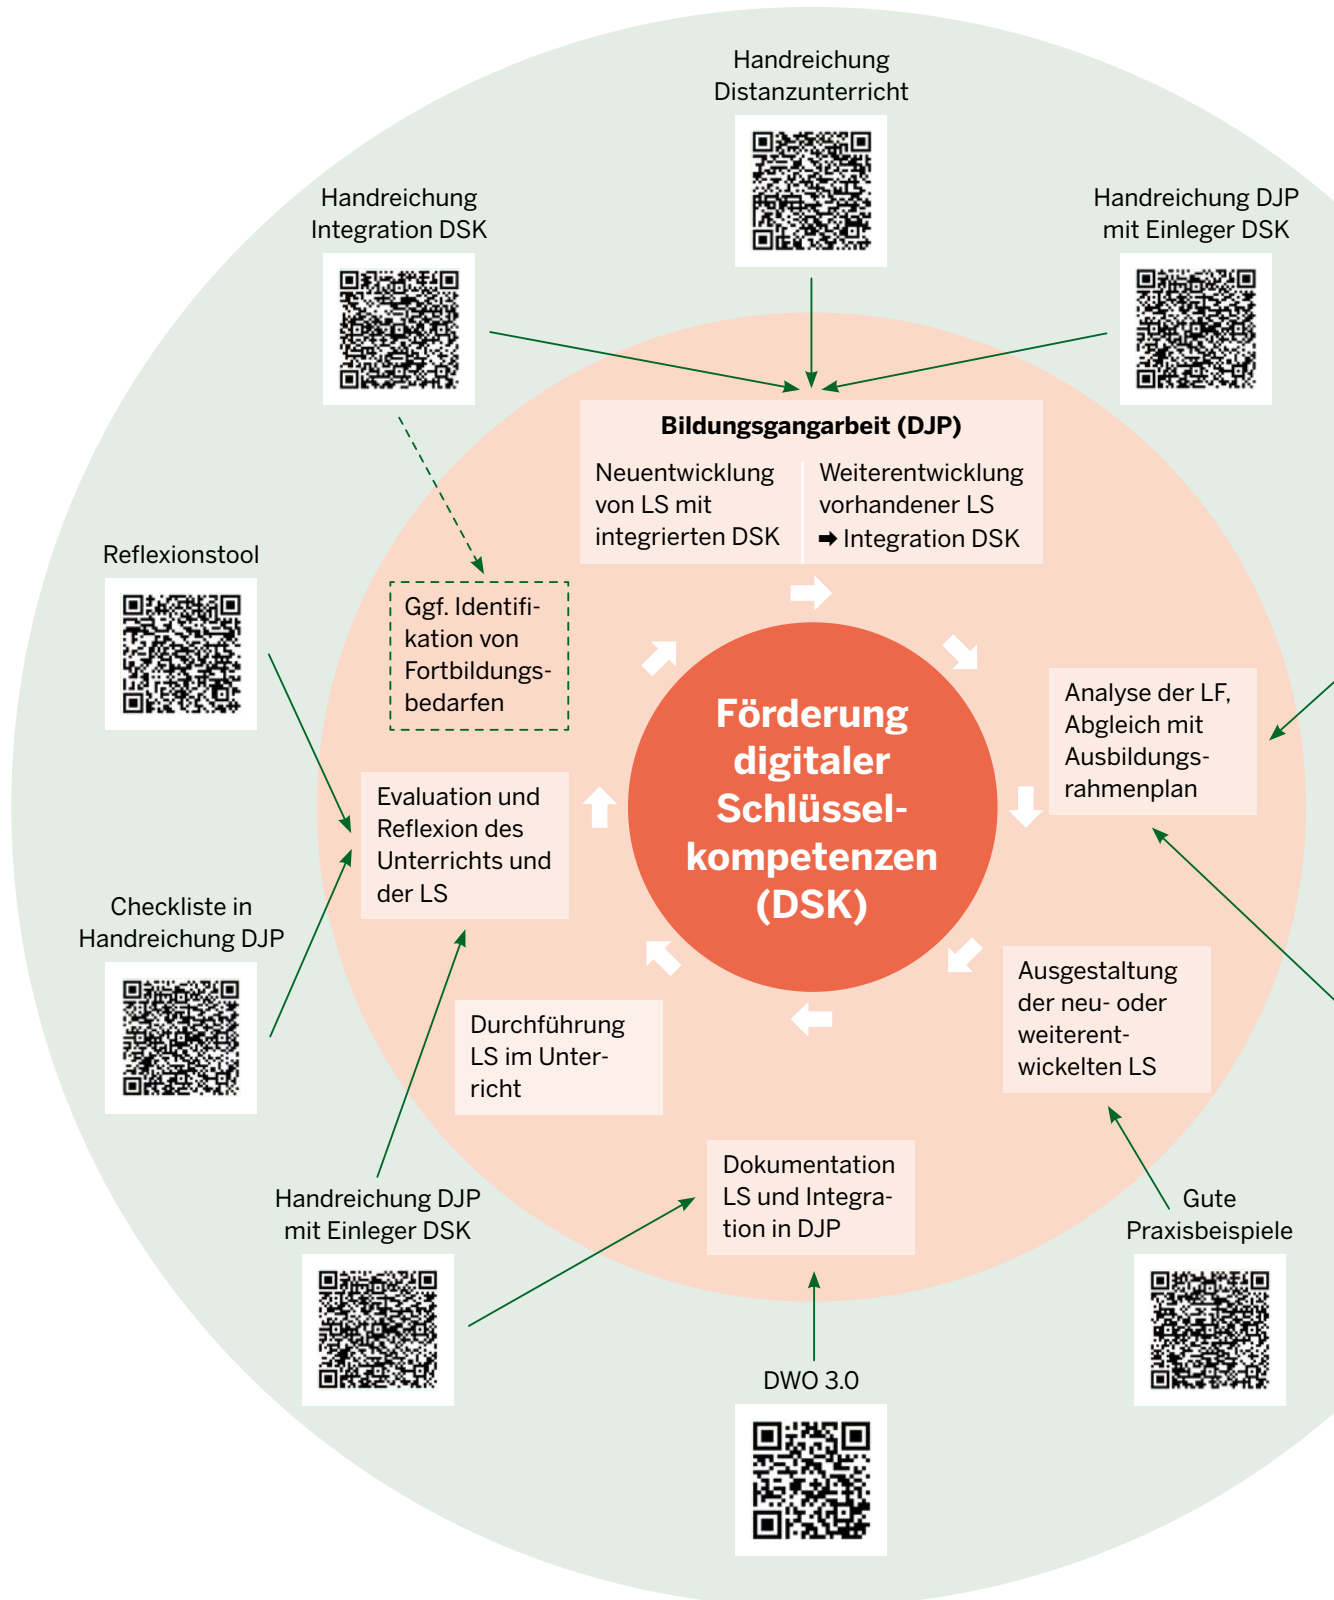 Handreichung
Distanzunterricht
Handreichung
Integration DSK
Handreichung DJP
mit Einleger DSK
Bildungsgangarbeit (DJP)
Neuentwicklung
von LS mit
integrierten DSK
Weiterentwicklung
vorhandener LS
➡ Integration DSK
Reflexionstool
Ggf. Identifi-
kation von
Fortbildungs-
bedarfen
Förderung
digitaler
Schlüssel-
kompetenzen
(DSK)
Analyse der LF,
Abgleich mit
Ausbildungs-
rahmenplan
Evaluation und
Reflexion des
Unterrichts und
der LS
Checkliste in
Handreichung DJP
Ausgestaltung
der neu- oder
weiterent-
wickelten LS
Durchführung
LS im Unter-
richt
Dokumentation
LS und Integra-
tion in DJP
Handreichung DJP
mit Einleger DSK
Gute
Praxisbeispiele
DWO 3.0